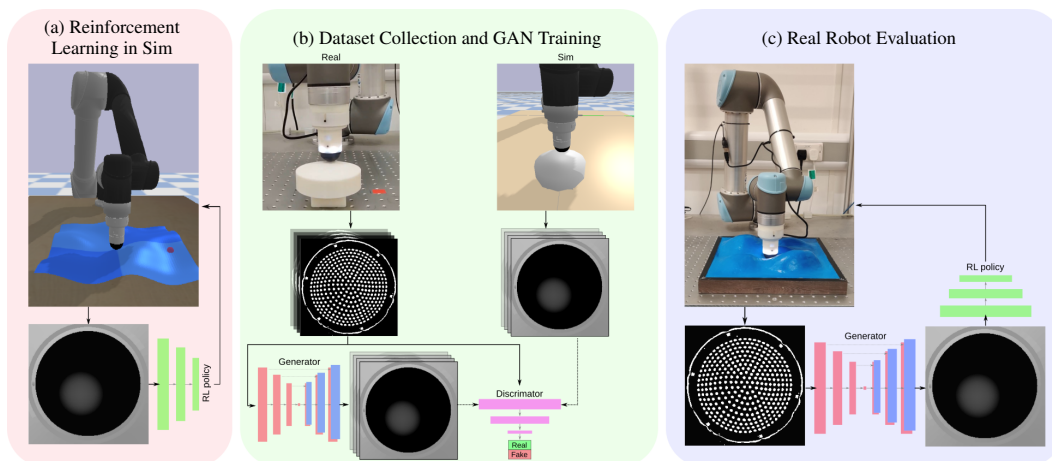 (a) Reinforcement
Learning in Sim
RL policy
(b) Dataset Collection and GAN Training
Real
Sim
Generator
Discrimator
Real
Fake
(c) Real Robot Evaluation
RL policy
Generator